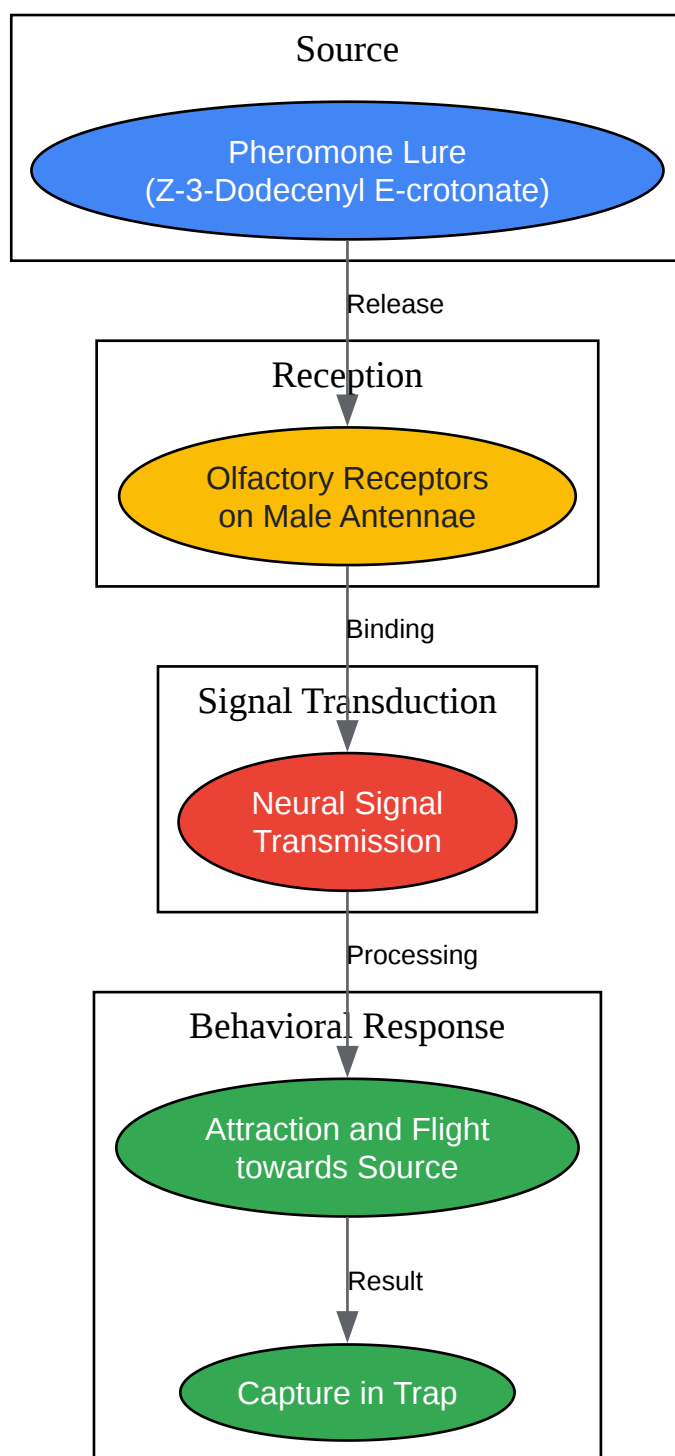 Source
Pheromone Lure
(Z-3-Dodecenyl E-crotonate)
Release
Reception
Olfactory Receptors
on Male Antennae
Binding
Signal Transduction
Neural Signal
Transmission
Processing
Behavioral Response
Attraction and Flight
towards Source
Result
Capture in Trap